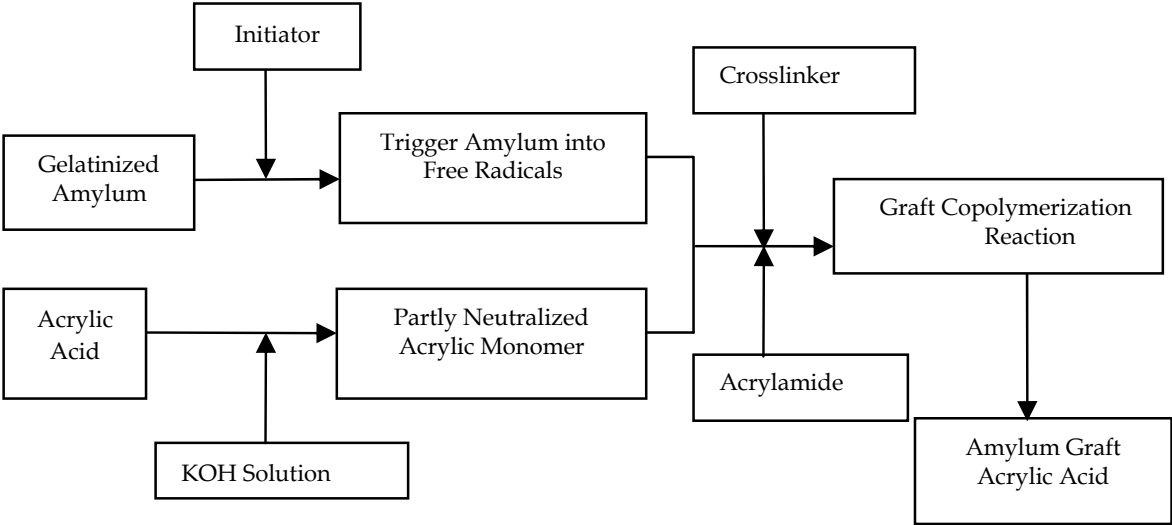 Initiator
Crosslinker
Gelatinized
Amylum
Trigger Amylum into
Free Radicals
Graft Copolymerization
Reaction
Acrylic
Acid
Partly Neutralized
Acrylic Monomer
Acrylamide
KOH Solution
Amylum Graft
Acrylic Acid